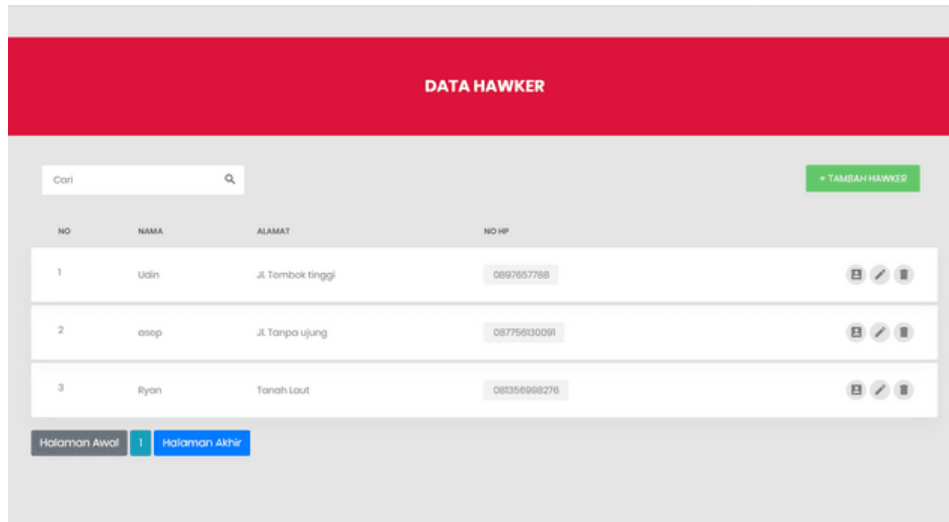 DATA HAWKER
Cari
+ TAMBAH HAWKER
NO NAMA ALAMAT NO HP
1 Udin Jl. Tombok tinggi 0897657788
2 asep Jl. Tanpa ujung 087756130091
3 Ryan Tanah Laut 081356998276
Halaman Awal 1 Halaman Akhir